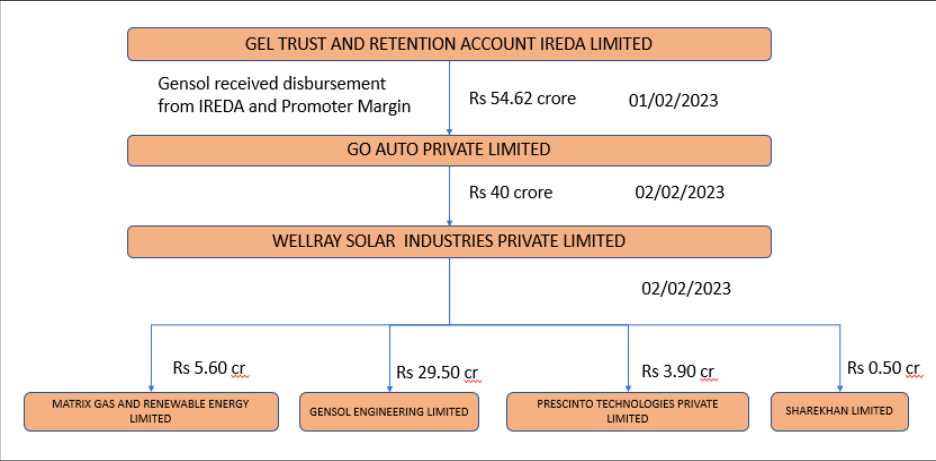 GEL TRUST AND RETENTION ACCOUNT IREDA LIMITED
Gensol received disbursement
from IREDA and Promoter Margin
Rs 54.62 crore
01/02/2023
GO AUTO PRIVATE LIMITED
Rs 40 crore
02/02/2023
WELLRAY SOLAR INDUSTRIES PRIVATE LIMITED
02/02/2023
Rs 5.60 cr
Rs 29.50 cr
Rs 3.90 cr
Rs 0.50 cr
MATRIX GAS AND RENEWABLE ENERGY
LIMITED
GENSOL ENGINEERING LIMITED
PRESCINTO TECHNOLOGIES PRIVATE
LIMITED
SHAREKHAN LIMITED